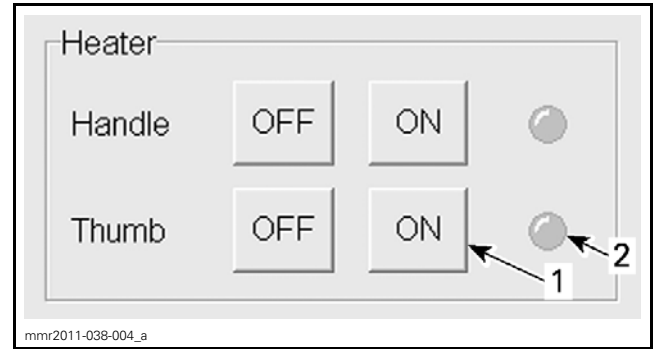 Heater
Handle OFF ON
Thumb OFF ON
1
2
mmr2011-038-004_a